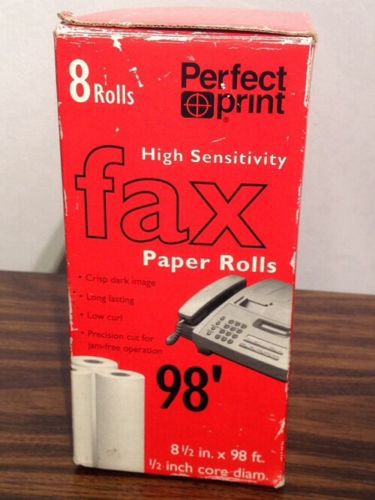 8 Rolls
Perfect
print
High Sensitivity
fax
Paper Rolls
• Crisp dark image
• Long lasting
• Low curl
• Precision cut for
jam-free operation
98'
8 1/2 in. x 98 ft.
1/2 inch core diam.